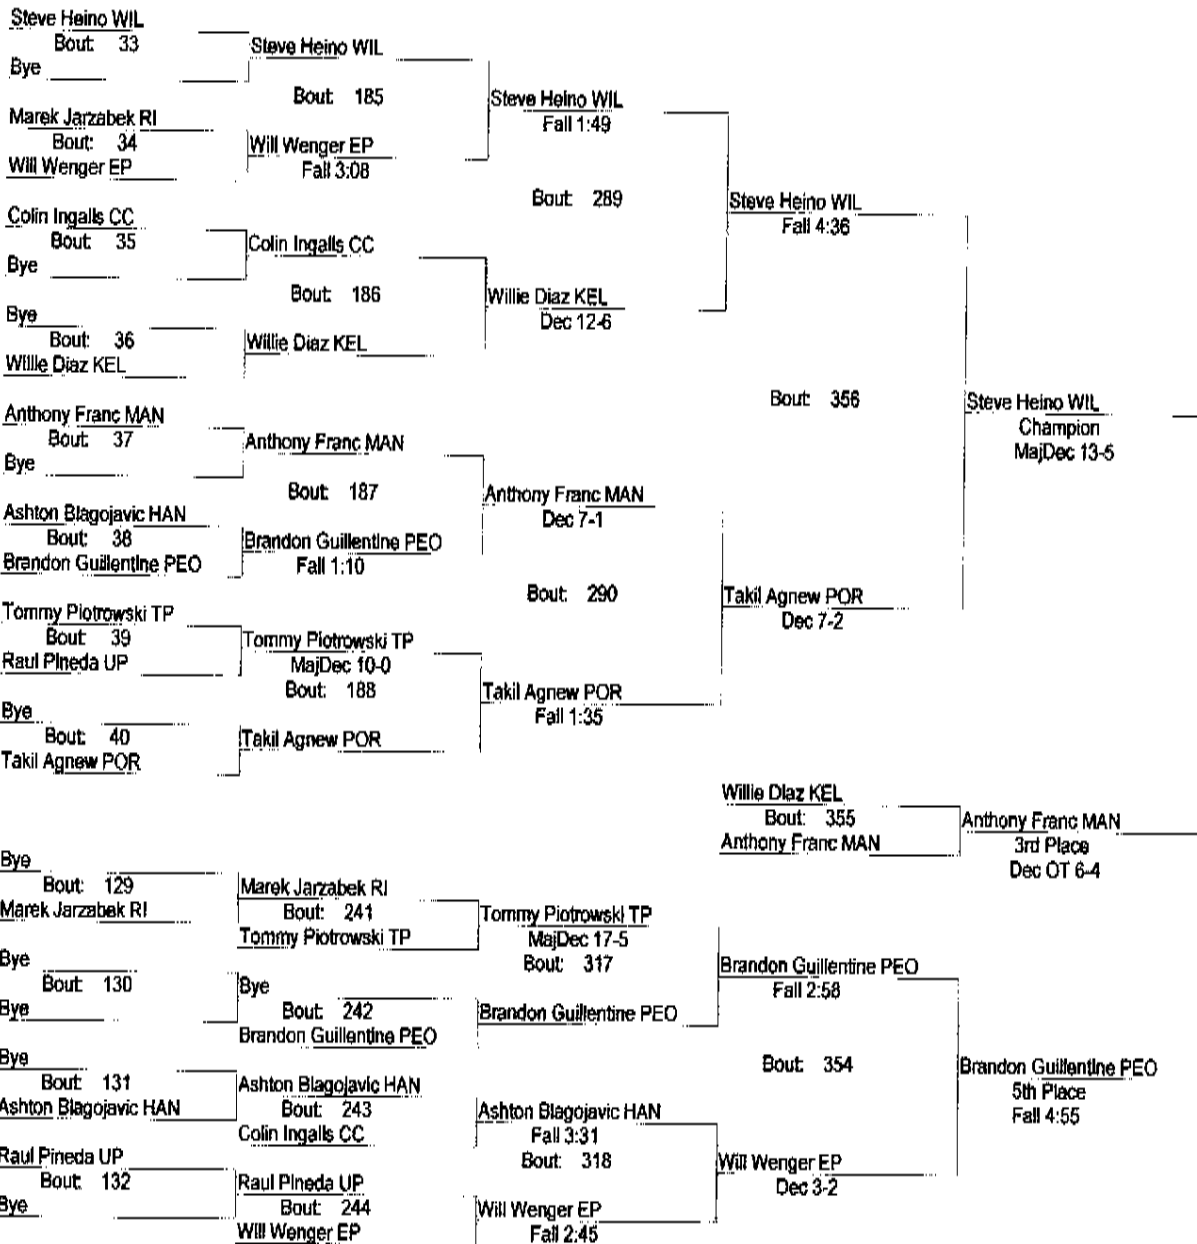 Steve Heino WIL
Bout: 33
Bye
Steve Heino WIL
Bout: 185
Marek Jarzabek RI
Bout: 34
Will Wenger EP
Will Wenger EP
Fall 3:08
Steve Heino WIL
Fall 1:49
Bout: 289
Colin Ingalls CC
Bout: 35
Bye
Colin Ingalls CC
Bout: 186
Bye
Bout: 36
Willie Diaz KEL
Willie Diaz KEL
Willie Diaz KEL
Dec 12-6
Steve Heino WIL
Fall 4:36
Bout: 356
Anthony Franc MAN
Bout: 37
Bye
Anthony Franc MAN
Bout: 187
Ashton Blagojavic HAN
Bout: 38
Brandon Guillentine PEO
Brandon Guillentine PEO
Fall 1:10
Anthony Franc MAN
Dec 7-1
Bout: 290
Tommy Piotrowski TP
Bout: 39
Raul Pineda UP
Tommy Piotrowski TP
MajDec 10-0
Bout: 188
Bye
Bout: 40
Takil Agnew POR
Takil Agnew POR
Takil Agnew POR
Fall 1:35
Takil Agnew POR
Dec 7-2
Steve Heino WIL
Champion
MajDec 13-5
Willie Diaz KEL
Bout: 355
Anthony Franc MAN
Anthony Franc MAN
3rd Place
Dec OT 6-4
Bye
Bout: 129
Marek Jarzabek RI
Marek Jarzabek RI
Bout: 241
Tommy Piotrowski TP
Tommy Piotrowski TP
MajDec 17-5
Bout: 317
Bye
Bout: 130
Bye
Bye
Bout: 242
Brandon Guillentine PEO
Brandon Guillentine PEO
Brandon Guillentine PEO
Fall 2:58
Bout: 354
Bye
Bout: 131
Ashton Blagojavic HAN
Ashton Blagojavic HAN
Bout: 243
Colin Ingalls CC
Ashton Blagojavic HAN
Fall 3:31
Bout: 318
Raul Pineda UP
Bout: 132
Bye
Raul Pineda UP
Bout: 244
Will Wenger EP
Will Wenger EP
Fall 2:45
Will Wenger EP
Dec 3-2
Brandon Guillentine PEO
5th Place
Fall 4:55